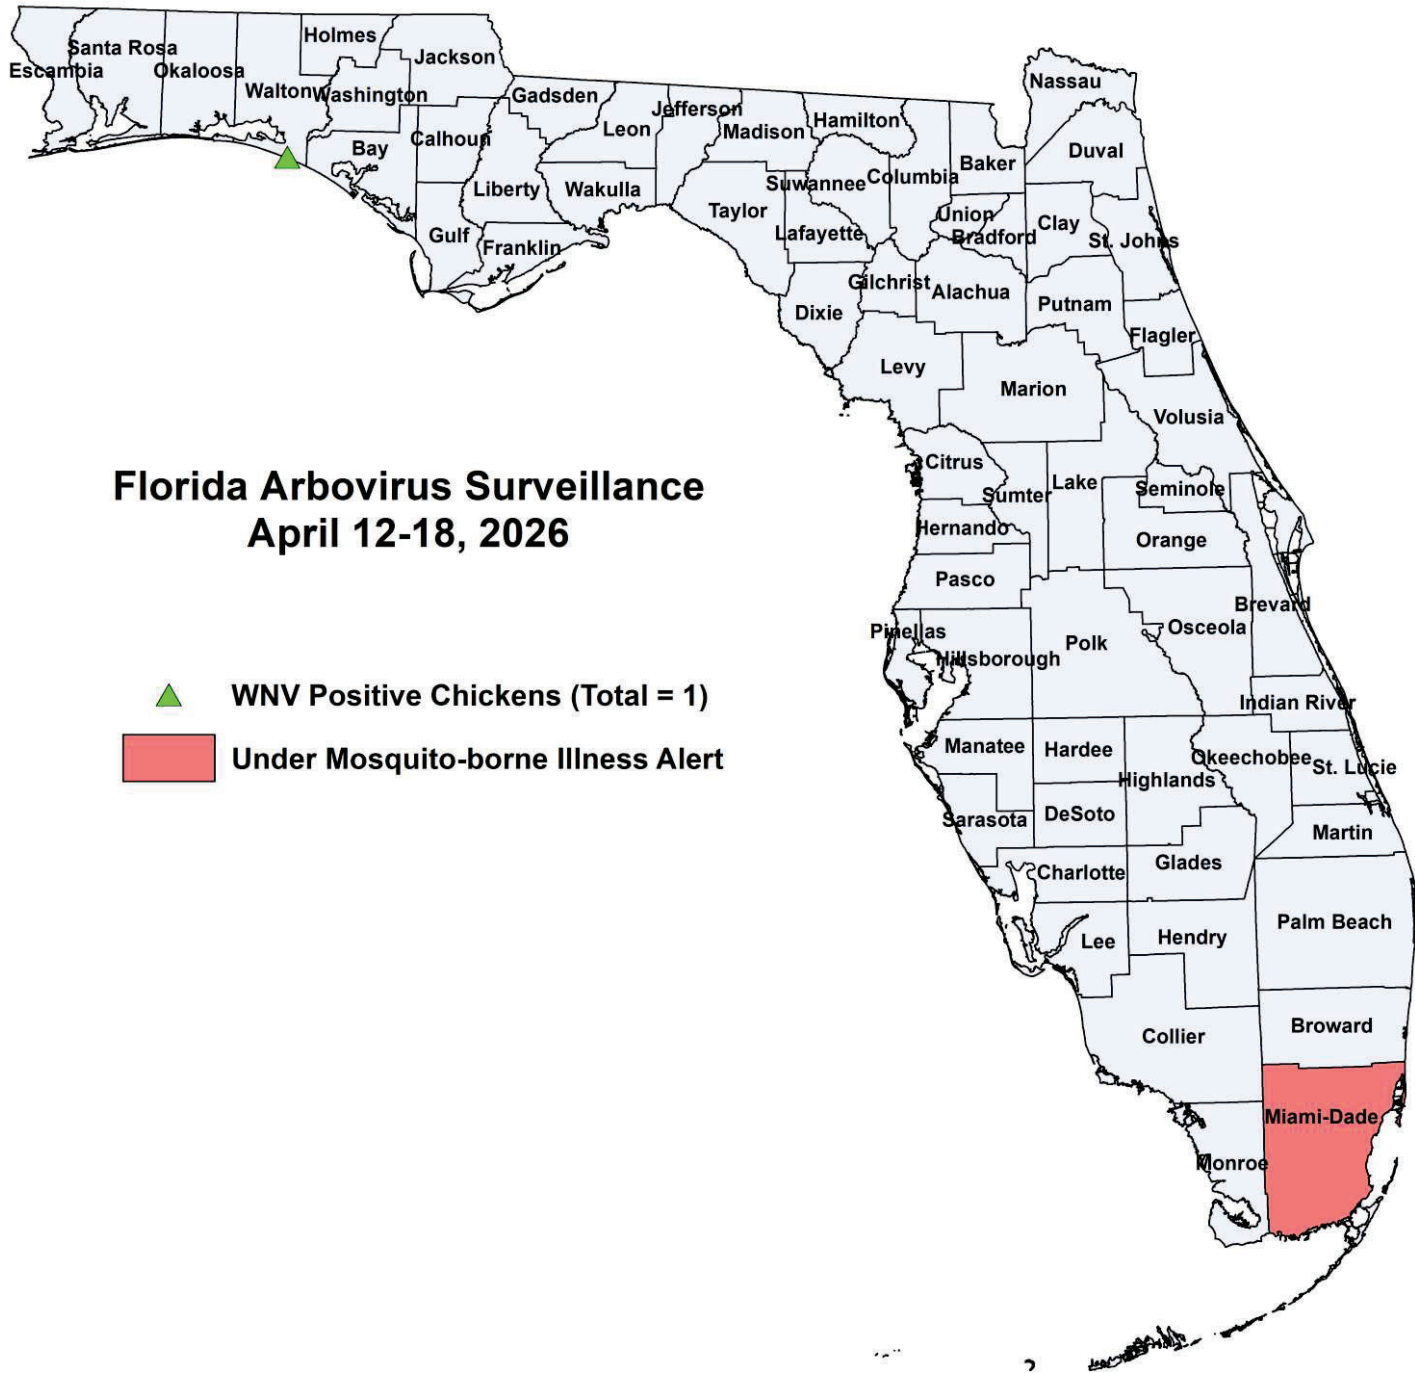 Holmes
Jackson
Santa Rosa
Escambia
Okaloosa
Walton
Washington
Gadsden
Jefferson
Leon
Madison
Hamilton
Nassau
Calhoun
Bay
Duval
Baker
Columbia
Suwannee
Liberty
Wakulla
Taylor
Union
Clay
Bradford
St. Johns
Lafayette
Gulf
Franklin
Gilchrist
Alachua
Putnam
Dixie
Flagler
Levy
Marion
Volusia
Citrus
Florida Arbovirus Surveillance
April 12-18, 2026
Sumter
Lake
Seminole
Hernando
Orange
Pasco
Brevard
Osceola
Pinellas
Polk
Hillsborough
WNV Positive Chickens (Total = 1)
Under Mosquito-borne Illness Alert
Indian River
Manatee
Hardee
Okeechobee
St. Lucie
Highlands
Sarasota
DeSoto
Martin
Charlotte
Glades
Palm Beach
Lee
Hendry
Broward
Collier
Miami-Dade
Monroe